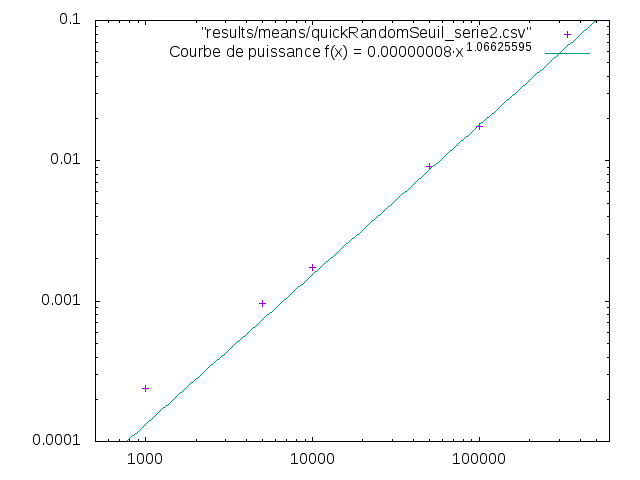 "results/means/quickRandomSeuil_serie2.csv"
Courbe de puissance f(x) = 0.00000008·x^1.06625595
0.1
0.01
0.001
0.0001
1000 10000 100000